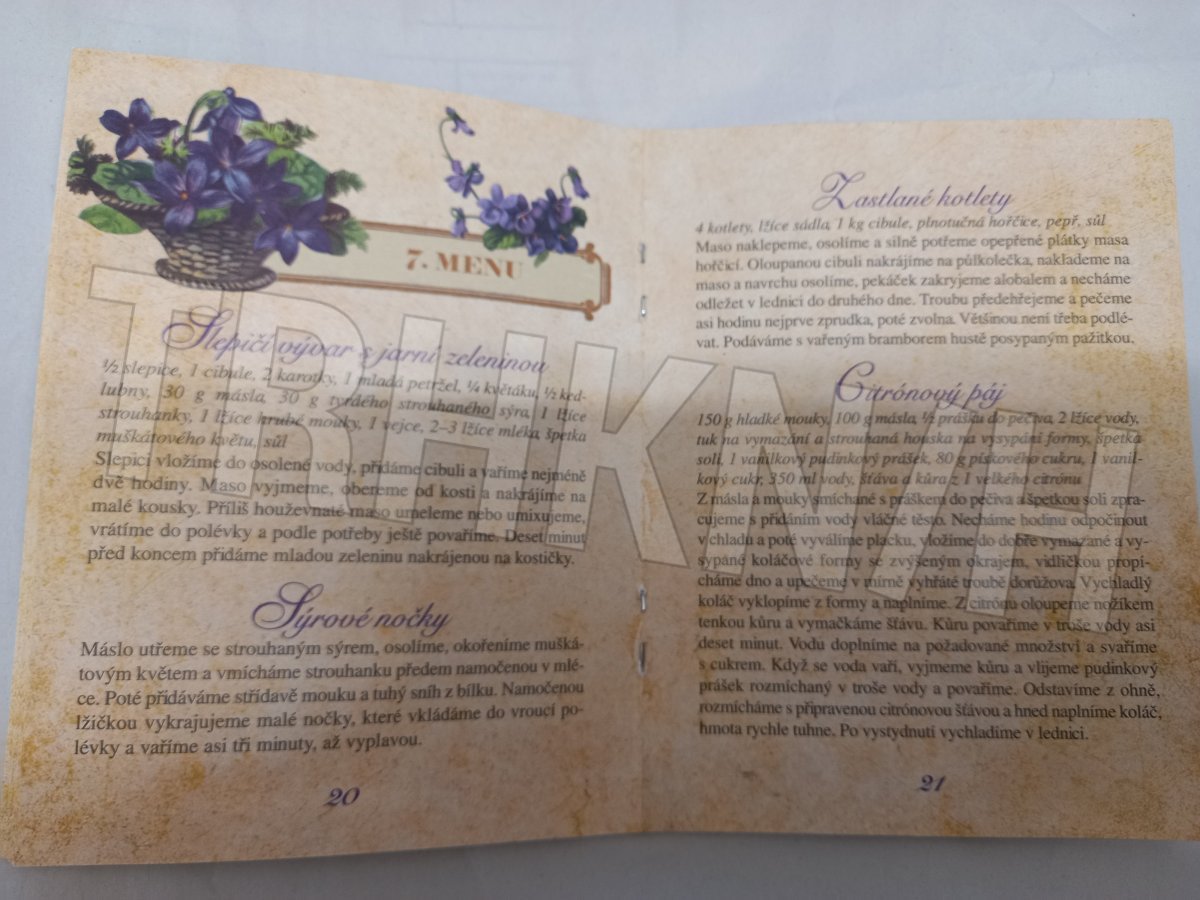 7. MENU
Slepičí vývar s jarní zeleninou
½ slepice, 1 cibule, 2 karotky, 1 mladá petržel, ¼ květáku, ½ ked-
lubny, 30 g másla, 30 g tvrdého strouhaného sýra, 1 lžíce
strouhanky, 1 lžíce hrubé mouky, 1 vejce, 2–3 lžíce mléka, špetka
muškátového květu, sůl
Slepici vložíme do osolené vody, přidáme cibuli a vaříme nejméně
dvě hodiny. Maso vyjmeme, obereme od kosti a nakrájíme na
malé kousky. Příliš houževnaté maso umeleme nebo umixujeme,
vrátíme do polévky a podle potřeby ještě povaříme. Deset minut
před koncem přidáme mladou zeleninu nakrájenou na kostičky.
Sýrové nočky
Máslo utřeme se strouhaným sýrem, osolíme, okořeníme mušká-
tovým květem a vmícháme strouhanku předem namočenou v mlé-
ce. Poté přidáváme střídavě mouku a tuhý sníh z bílku. Namočenou
lžičkou vykrajujeme malé nočky, které vkládáme do vroucí po-
lévky a vaříme asi tři minuty, až vyplavou.
20
Zastlané kotlety
4 kotlety, lžíce sádla, 1 kg cibule, plnotučná hořčice, pepř, sůl
Maso naklepeme, osolíme a silně potřeme opepřené plátky masa
hořčicí. Oloupanou cibuli nakrájíme na půlkolečka, naklademe na
maso a navrchu osolíme, pekáček zakryjeme alobalem a necháme
odležet v lednici do druhého dne. Troubu předehřejeme a pečeme
asi hodinu nejprve zprudka, poté zvolna. Většinou není třeba podlé-
vat. Podáváme s vařeným bramborem hustě posypaným pažitkou.
Citrónový páj
150 g hladké mouky, 100 g másla, ½ prášku do pečiva, 2 lžíce vody,
tuk na vymazání a strouhaná houska na vysypání formy, špetka
soli, 1 vanilkový pudinkový prášek, 80 g pískového cukru, 1 vanil-
kový cukr, 350 ml vody, šťáva a kůra z 1 velkého citrónu
Z másla a mouky smíchané s práškem do pečiva a špetkou soli zpra-
cujeme s přidáním vody vláčné těsto. Necháme hodinu odpočinout
v chladu a poté vyválíme placku, vložíme do dobře vymazané a vy-
sypané koláčové formy se zvýšeným okrajem, vidličkou propí-
cháme dno a upečeme v mírně vyhřáté troubě dorůžova. Vychladlý
koláč vyklopíme z formy a naplníme. Z citrónu oloupeme nožíkem
tenkou kůru a vymačkáme šťávu. Kůru povaříme v troše vody asi
deset minut. Vodu doplníme na požadované množství a svaříme
s cukrem. Když se voda vaří, vyjmeme kůru a vlijeme pudinkový
prášek rozmíchaný v troše vody a povaříme. Odstavíme z ohně,
rozmícháme s připravenou citrónovou šťávou a hned naplníme koláč,
hmota rychle tuhne. Po vystydnutí vychladíme v lednici.
21
TBHKNIH